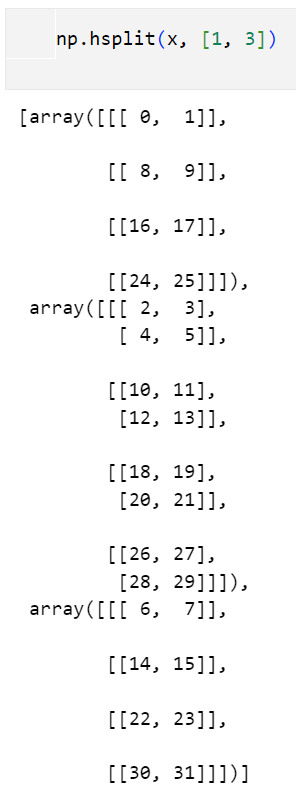 np.hsplit(x, [1, 3])
[array([[[ 0,  1]],
[[ 8,  9]],
[[16, 17]],
[[24, 25]]]),
array([[[ 2,  3],
[ 4,  5]],
[[10, 11],
[12, 13]],
[[18, 19],
[20, 21]],
[[26, 27],
[28, 29]]]),
array([[[ 6,  7]],
[[14, 15]],
[[22, 23]],
[[30, 31]]])]